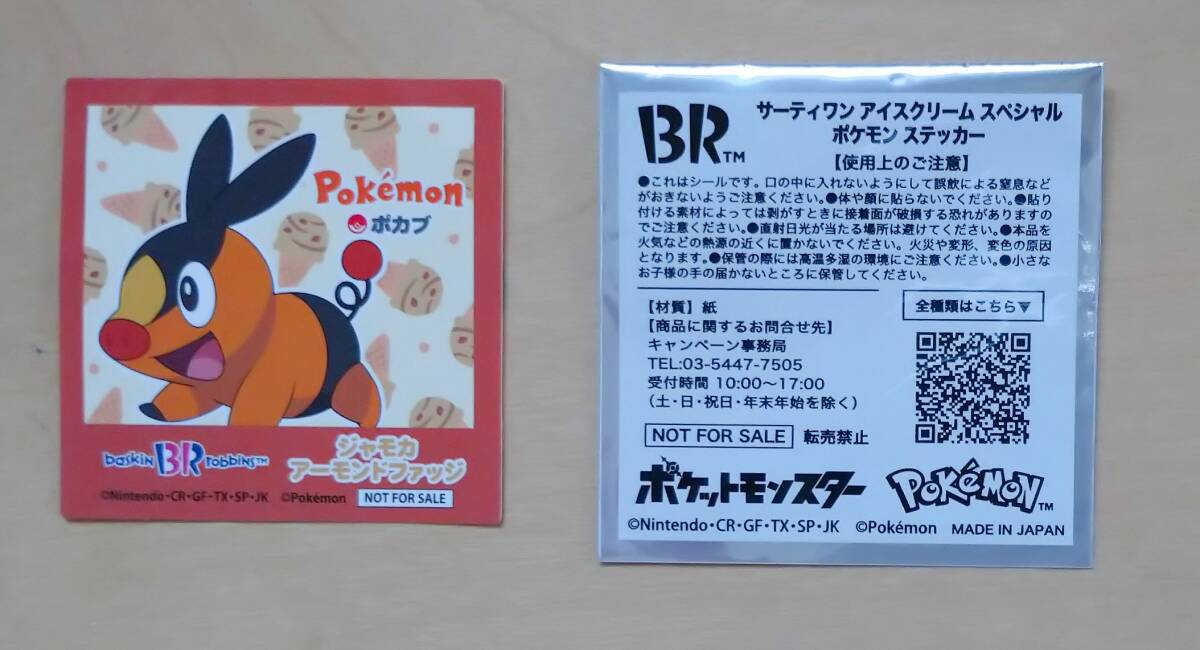 Pokémon
ポカブ
baskin BR robbins™
ジャモカ
アーモンドファッジ
©Nintendo・CR・GF・TX・SP・JK ©Pokémon NOT FOR SALE
BR™
サーティワン アイスクリーム スペシャル
ポケモン ステッカー
【使用上のご注意】
●これはシールです。口の中に入れないようにして誤飲による窒息など
がおきないようご注意ください。●体や顔に貼らないでください。●貼り
付ける素材によっては剥がすときに接着面が破損する恐れがありますの
でご注意ください。●直射日光が当たる場所は避けてください。●本品を
火気などの熱源の近くに置かないでください。火災や変形、変色の原因
となります。●保管の際には高温多湿の環境にご注意ください。●小さな
お子様の手の届かないところに保管してください。
【材質】紙
【商品に関するお問合せ先】
キャンペーン事務局
TEL:03-5447-7505
受付時間 10:00〜17:00
（土・日・祝日・年末年始を除く）
全種類はこちら▼
NOT FOR SALE 転売禁止
ポケットモンスター POKéMON™
©Nintendo・CR・GF・TX・SP・JK ©Pokémon MADE IN JAPAN